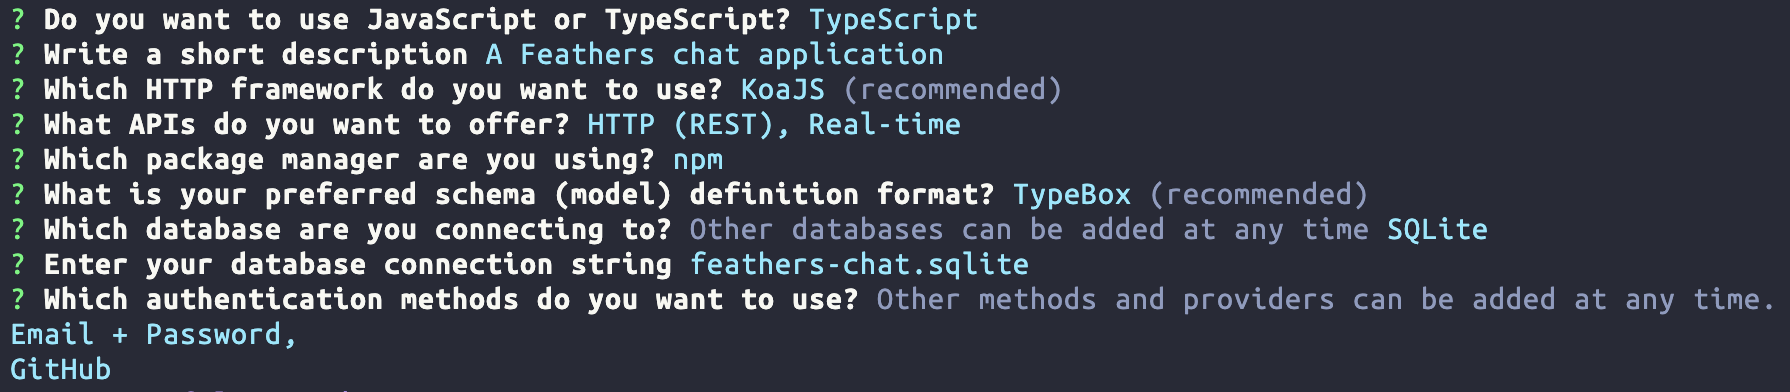 ? Do you want to use JavaScript or TypeScript? TypeScript
? Write a short description A Feathers chat application
? Which HTTP framework do you want to use? KoaJS (recommended)
? What APIs do you want to offer? HTTP (REST), Real-time
? Which package manager are you using? npm
? What is your preferred schema (model) definition format? TypeBox (recommended)
? Which database are you connecting to? Other databases can be added at any time SQLite
? Enter your database connection string feathers-chat.sqlite
? Which authentication methods do you want to use? Other methods and providers can be added at any time.
Email + Password,
GitHub